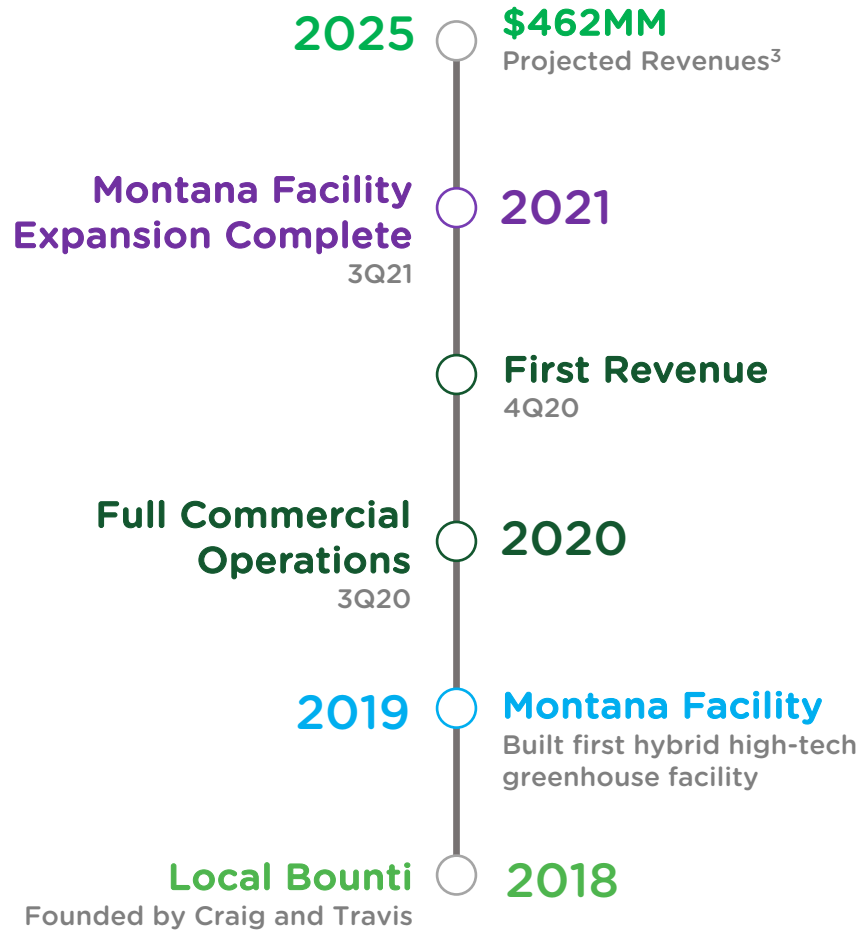 2025
$462MM
Projected Revenues³
Montana Facility
Expansion Complete
3Q21
2021
First Revenue
4Q20
Full Commercial
Operations
3Q20
2020
2019
Montana Facility
Built first hybrid high-tech
greenhouse facility
Local Bounti
Founded by Craig and Travis
2018